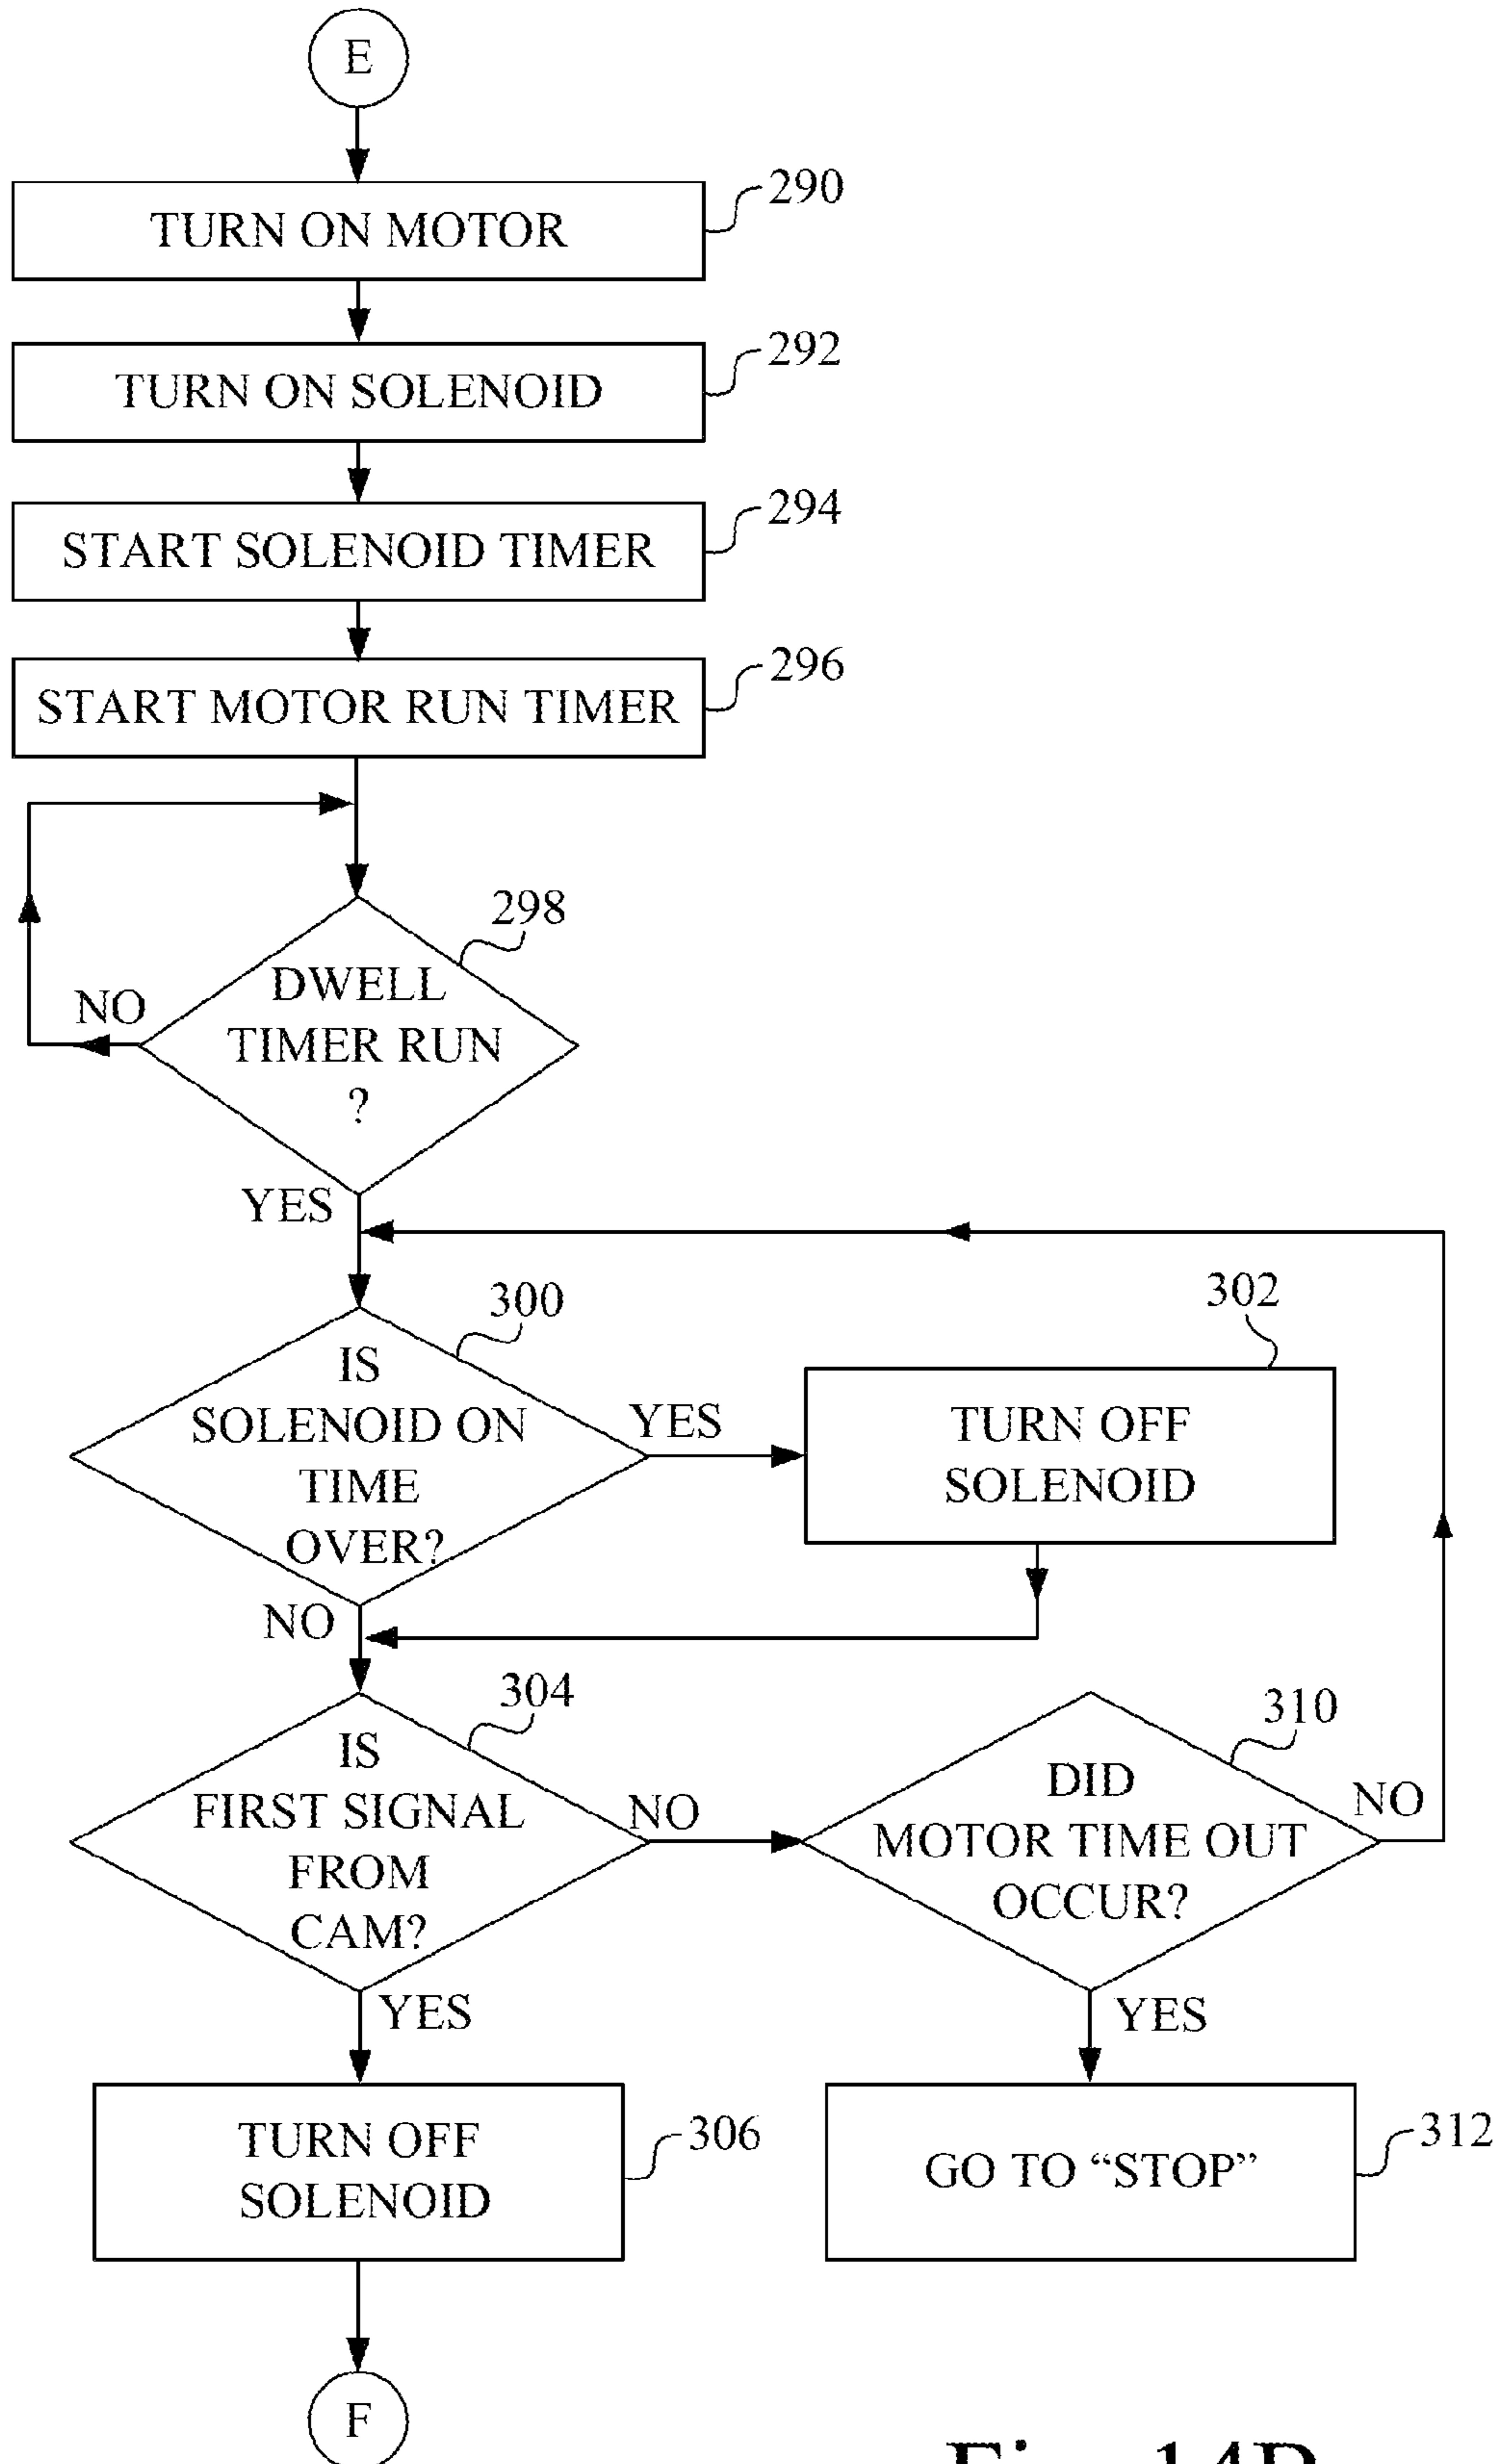 E
TURN ON MOTOR
290
TURN ON SOLENOID
292
START SOLENOID TIMER
294
START MOTOR RUN TIMER
296
298
DWELL
TIMER RUN
?
NO
YES
300
IS
SOLENOID ON
TIME
OVER?
YES
302
TURN OFF
SOLENOID
NO
304
IS
FIRST SIGNAL
FROM
CAM?
NO
310
DID
MOTOR TIME OUT
OCCUR?
NO
YES
YES
TURN OFF
SOLENOID
306
GO TO “STOP”
312
F